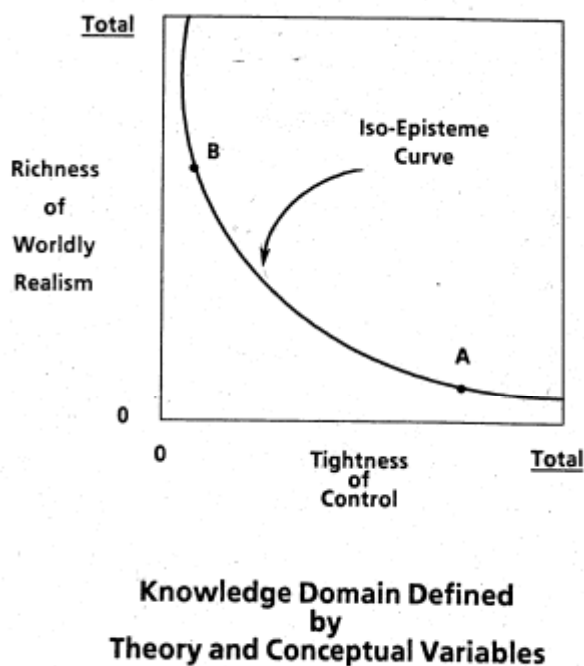 Total
Iso-Episteme
Curve
B
Richness
of
Worldly
Realism
A
0
0
Tightness
of
Control
Total
Knowledge Domain Defined
by
Theory and Conceptual Variables